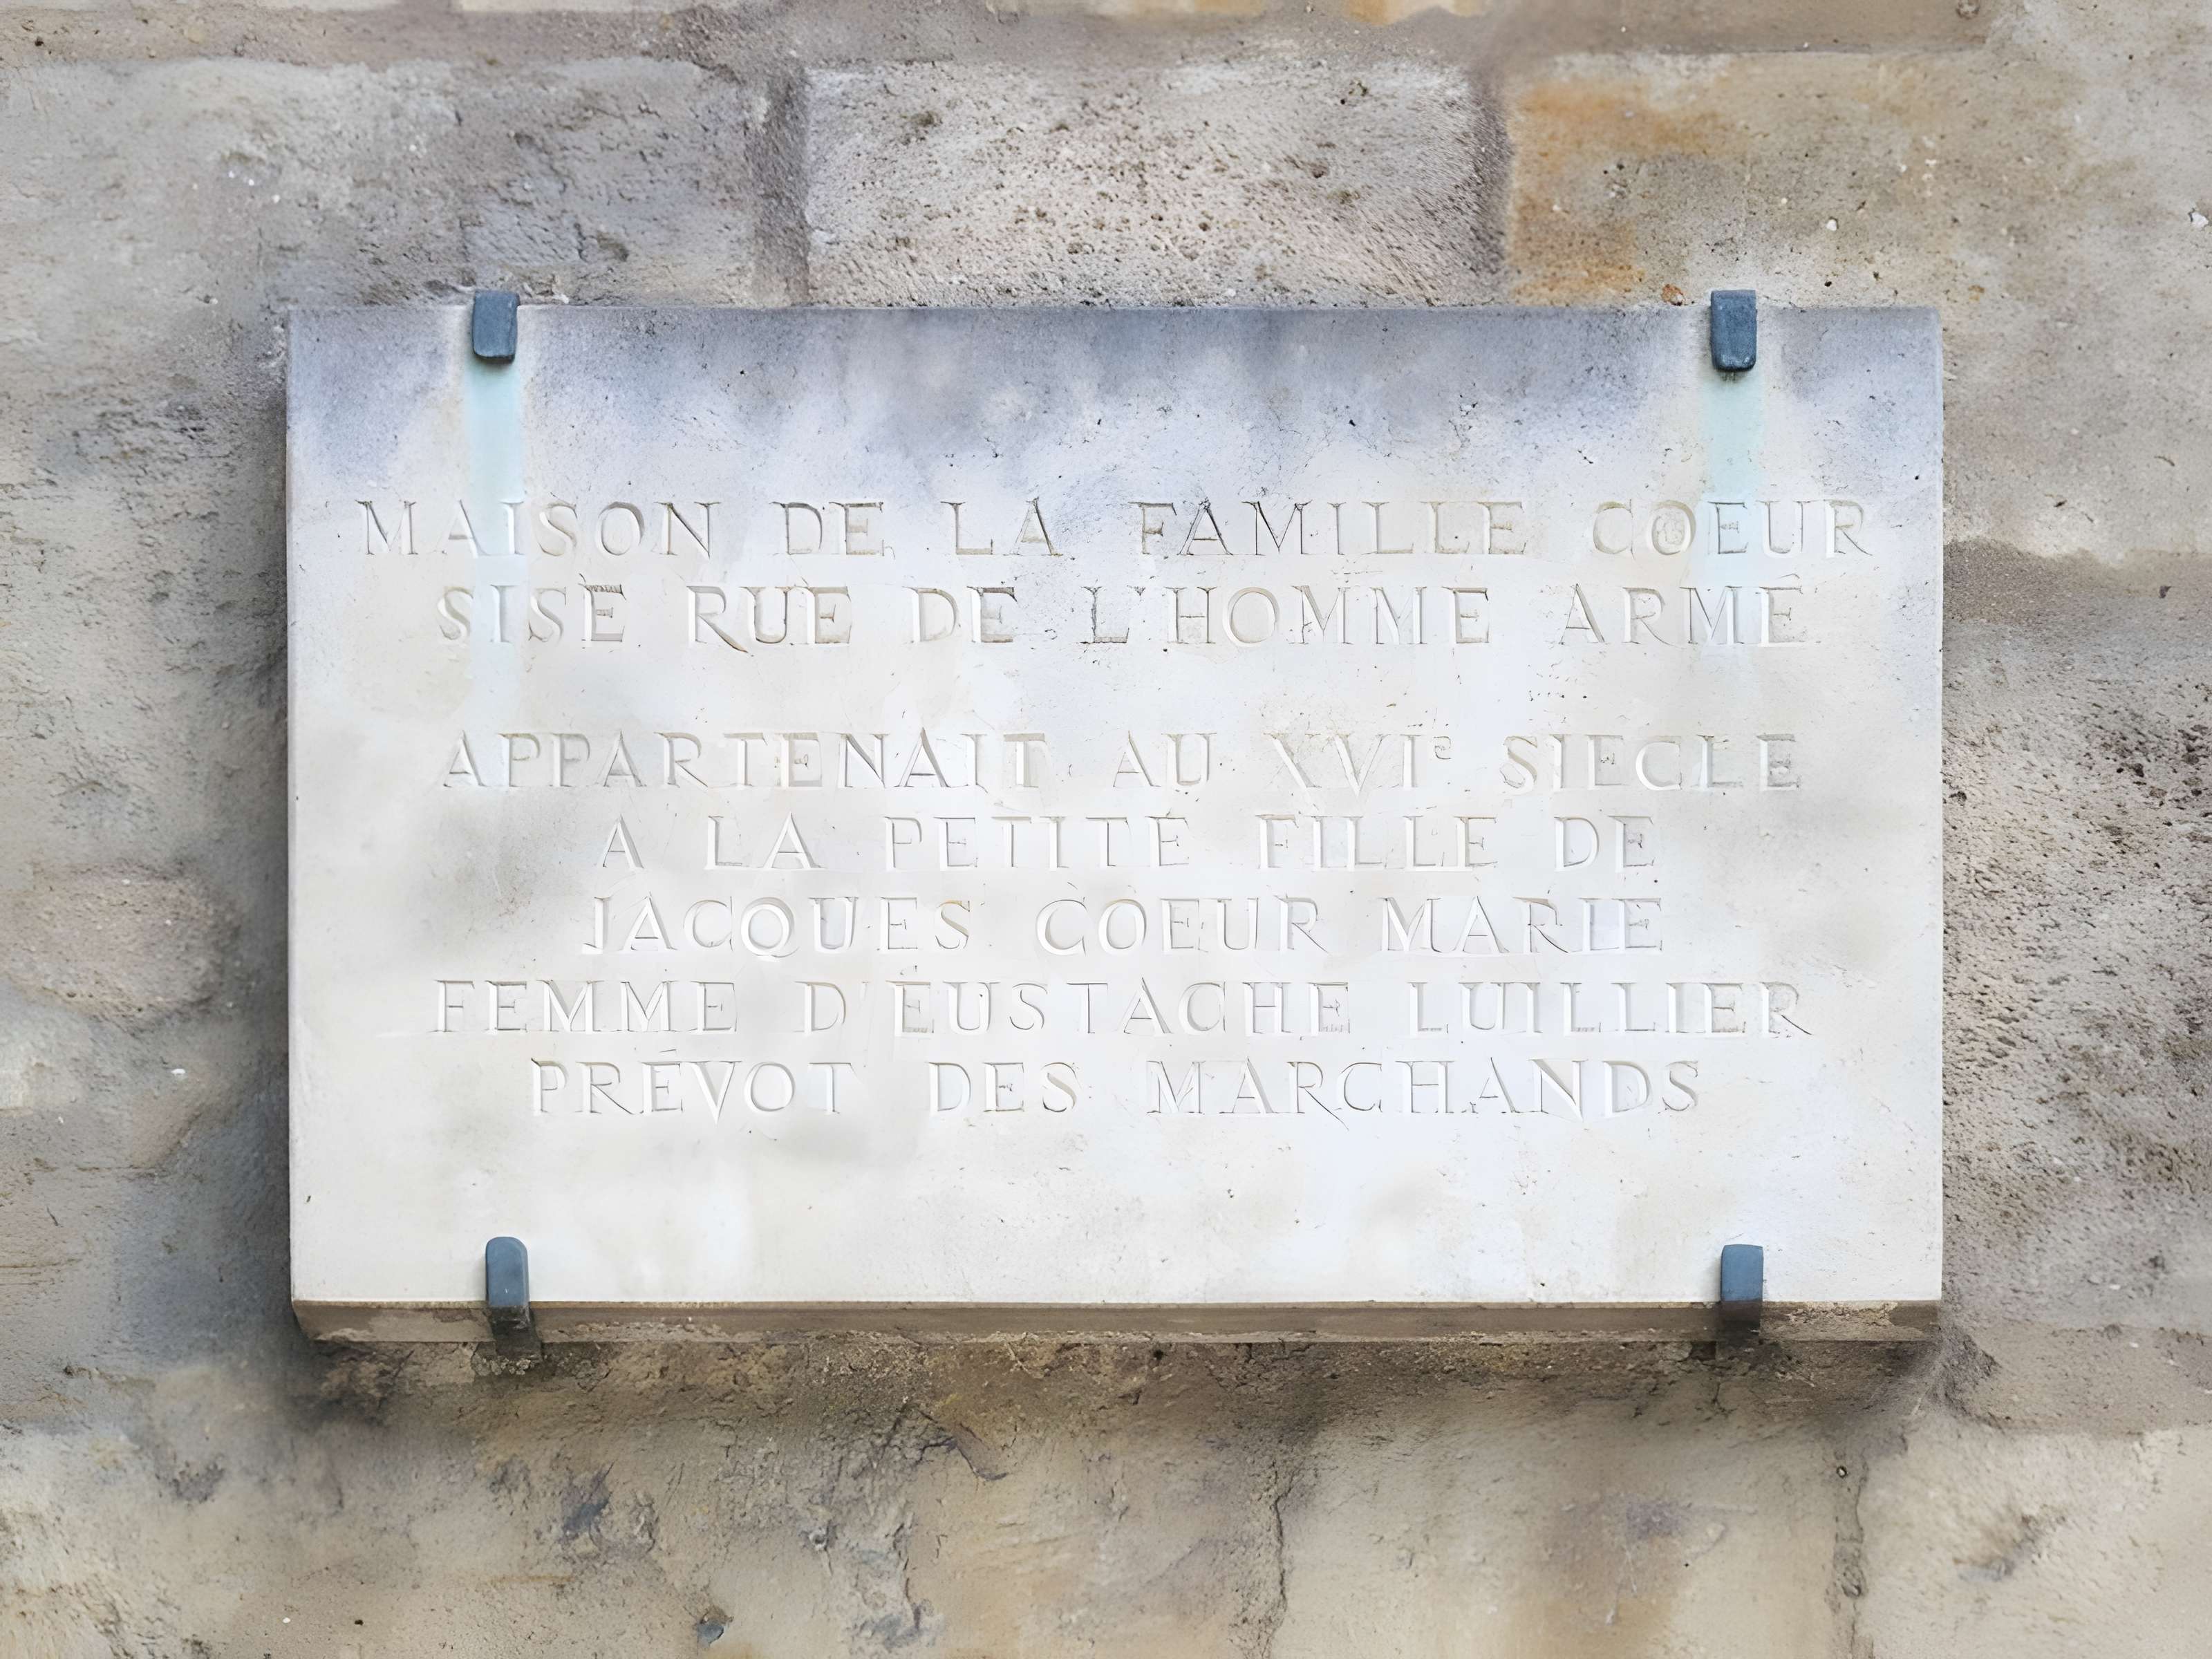 MAISON DE LA FAMILLE COEUR
SISE RUE DE L'HOMME ARMÉ
APPARTENAIT AU XVIe SIECLE
A LA PETITE FILLE DE
JACQUES COEUR MARIE
FEMME D'EUSTACHE LUILLIER
PRÉVOT DES MARCHANDS